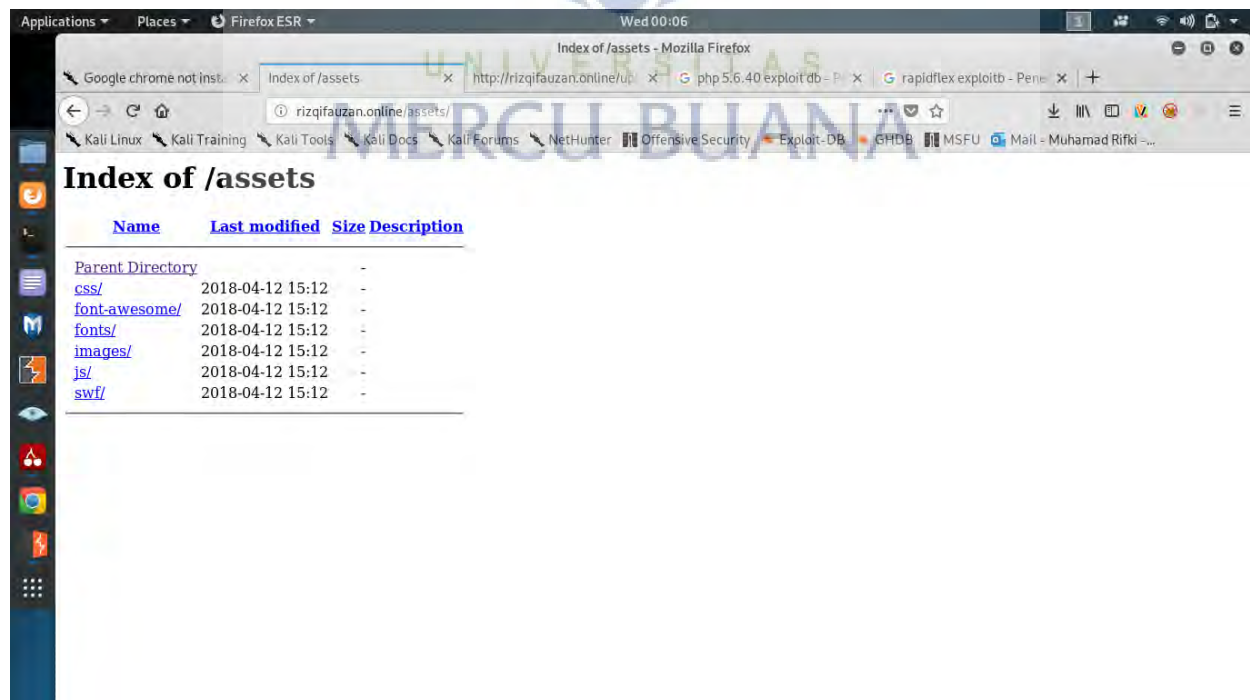 Applications Places Firefox ESR Wed 00:06 1
Index of /assets - Mozilla Firefox
UNIVERSITAS
Google chrome not inst Index of /assets http://rizqifauzan.online/up php 5.6.40 exploit db - P G rapidflex exploitb - Pene
rizqifauzan.online/assets/
MERCU BUANA
Kali Linux Kali Training Kali Tools Kali Docs Kali Forums NetHunter Offensive Security Exploit-DB GHDB MSFU Mail - Muhamad Rifki -...
Index of /assets
Name Last modified Size Description
Parent Directory -
css/ 2018-04-12 15:12 -
font-awesome/ 2018-04-12 15:12 -
fonts/ 2018-04-12 15:12 -
images/ 2018-04-12 15:12 -
js/ 2018-04-12 15:12 -
swf/ 2018-04-12 15:12 -